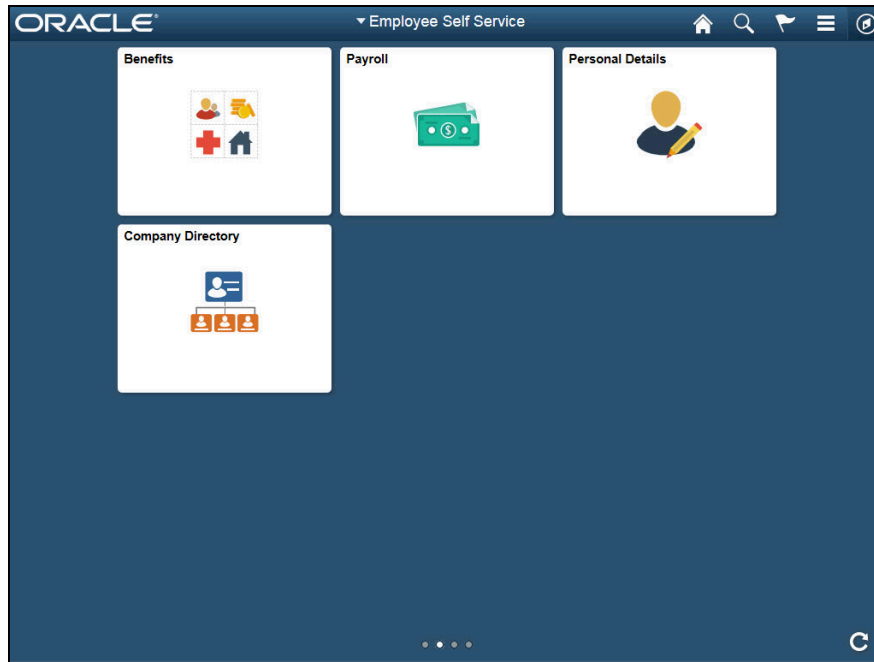 ORACLE®
Employee Self Service
Benefits
Payroll
Personal Details
$
Company Directory